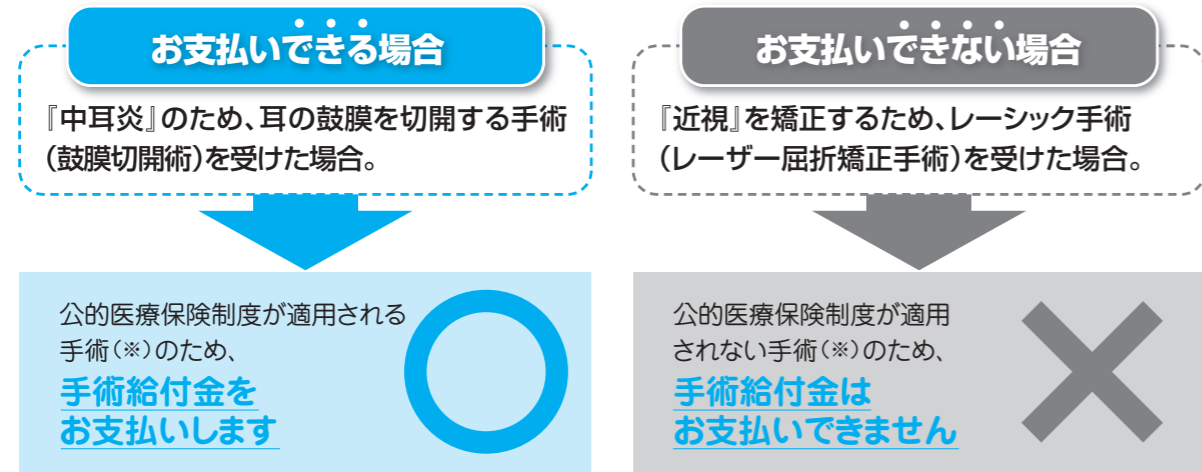 お支払いできる場合
『中耳炎』のため、耳の鼓膜を切開する手術
（鼓膜切開術）を受けた場合。
公的医療保険制度が適用される
手術（※）のため、
手術給付金を
お支払いします
お支払いできない場合
『近視』を矯正するため、レーシック手術
（レーザー屈折矯正手術）を受けた場合。
公的医療保険制度が適用
されない手術（※）のため、
手術給付金は
お支払いできません